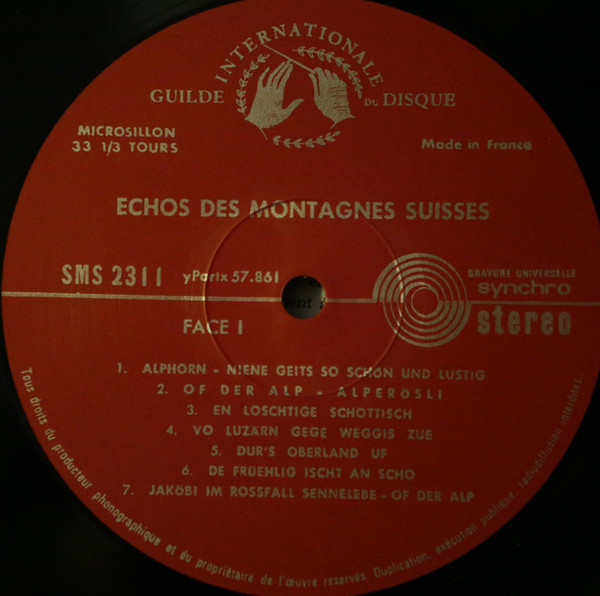 GUILDE INTERNATIONALE DU DISQUE
MICROSILLON
33 1/3 TOURS
Made in France
ECHOS DES MONTAGNES SUISSES
SMS 2311 yPartx 57.861
GRAVURE UNIVERSELLE
synchro
stereo
FACE I
1. ALPHORN - NIENE GEITS SO SCHÖN UND LUSTIG
2. OF DER ALP - ALPERÖSLI
3. EN LOSCHTIGE SCHOTTISCH
4. VO LUZÄRN GEGE WEGGIS ZUE
5. DUR'S OBERLAND UF
6. DE FRUEHLIG ISCHT AN SCHO
7. JAKÖBI IM ROSSFALL SENNELEBE - OF DER ALP
Tous droits du producteur phonographique et du propriétaire de l'œuvre reservés. Duplication, exécution publique, radiodiffusion interdites.